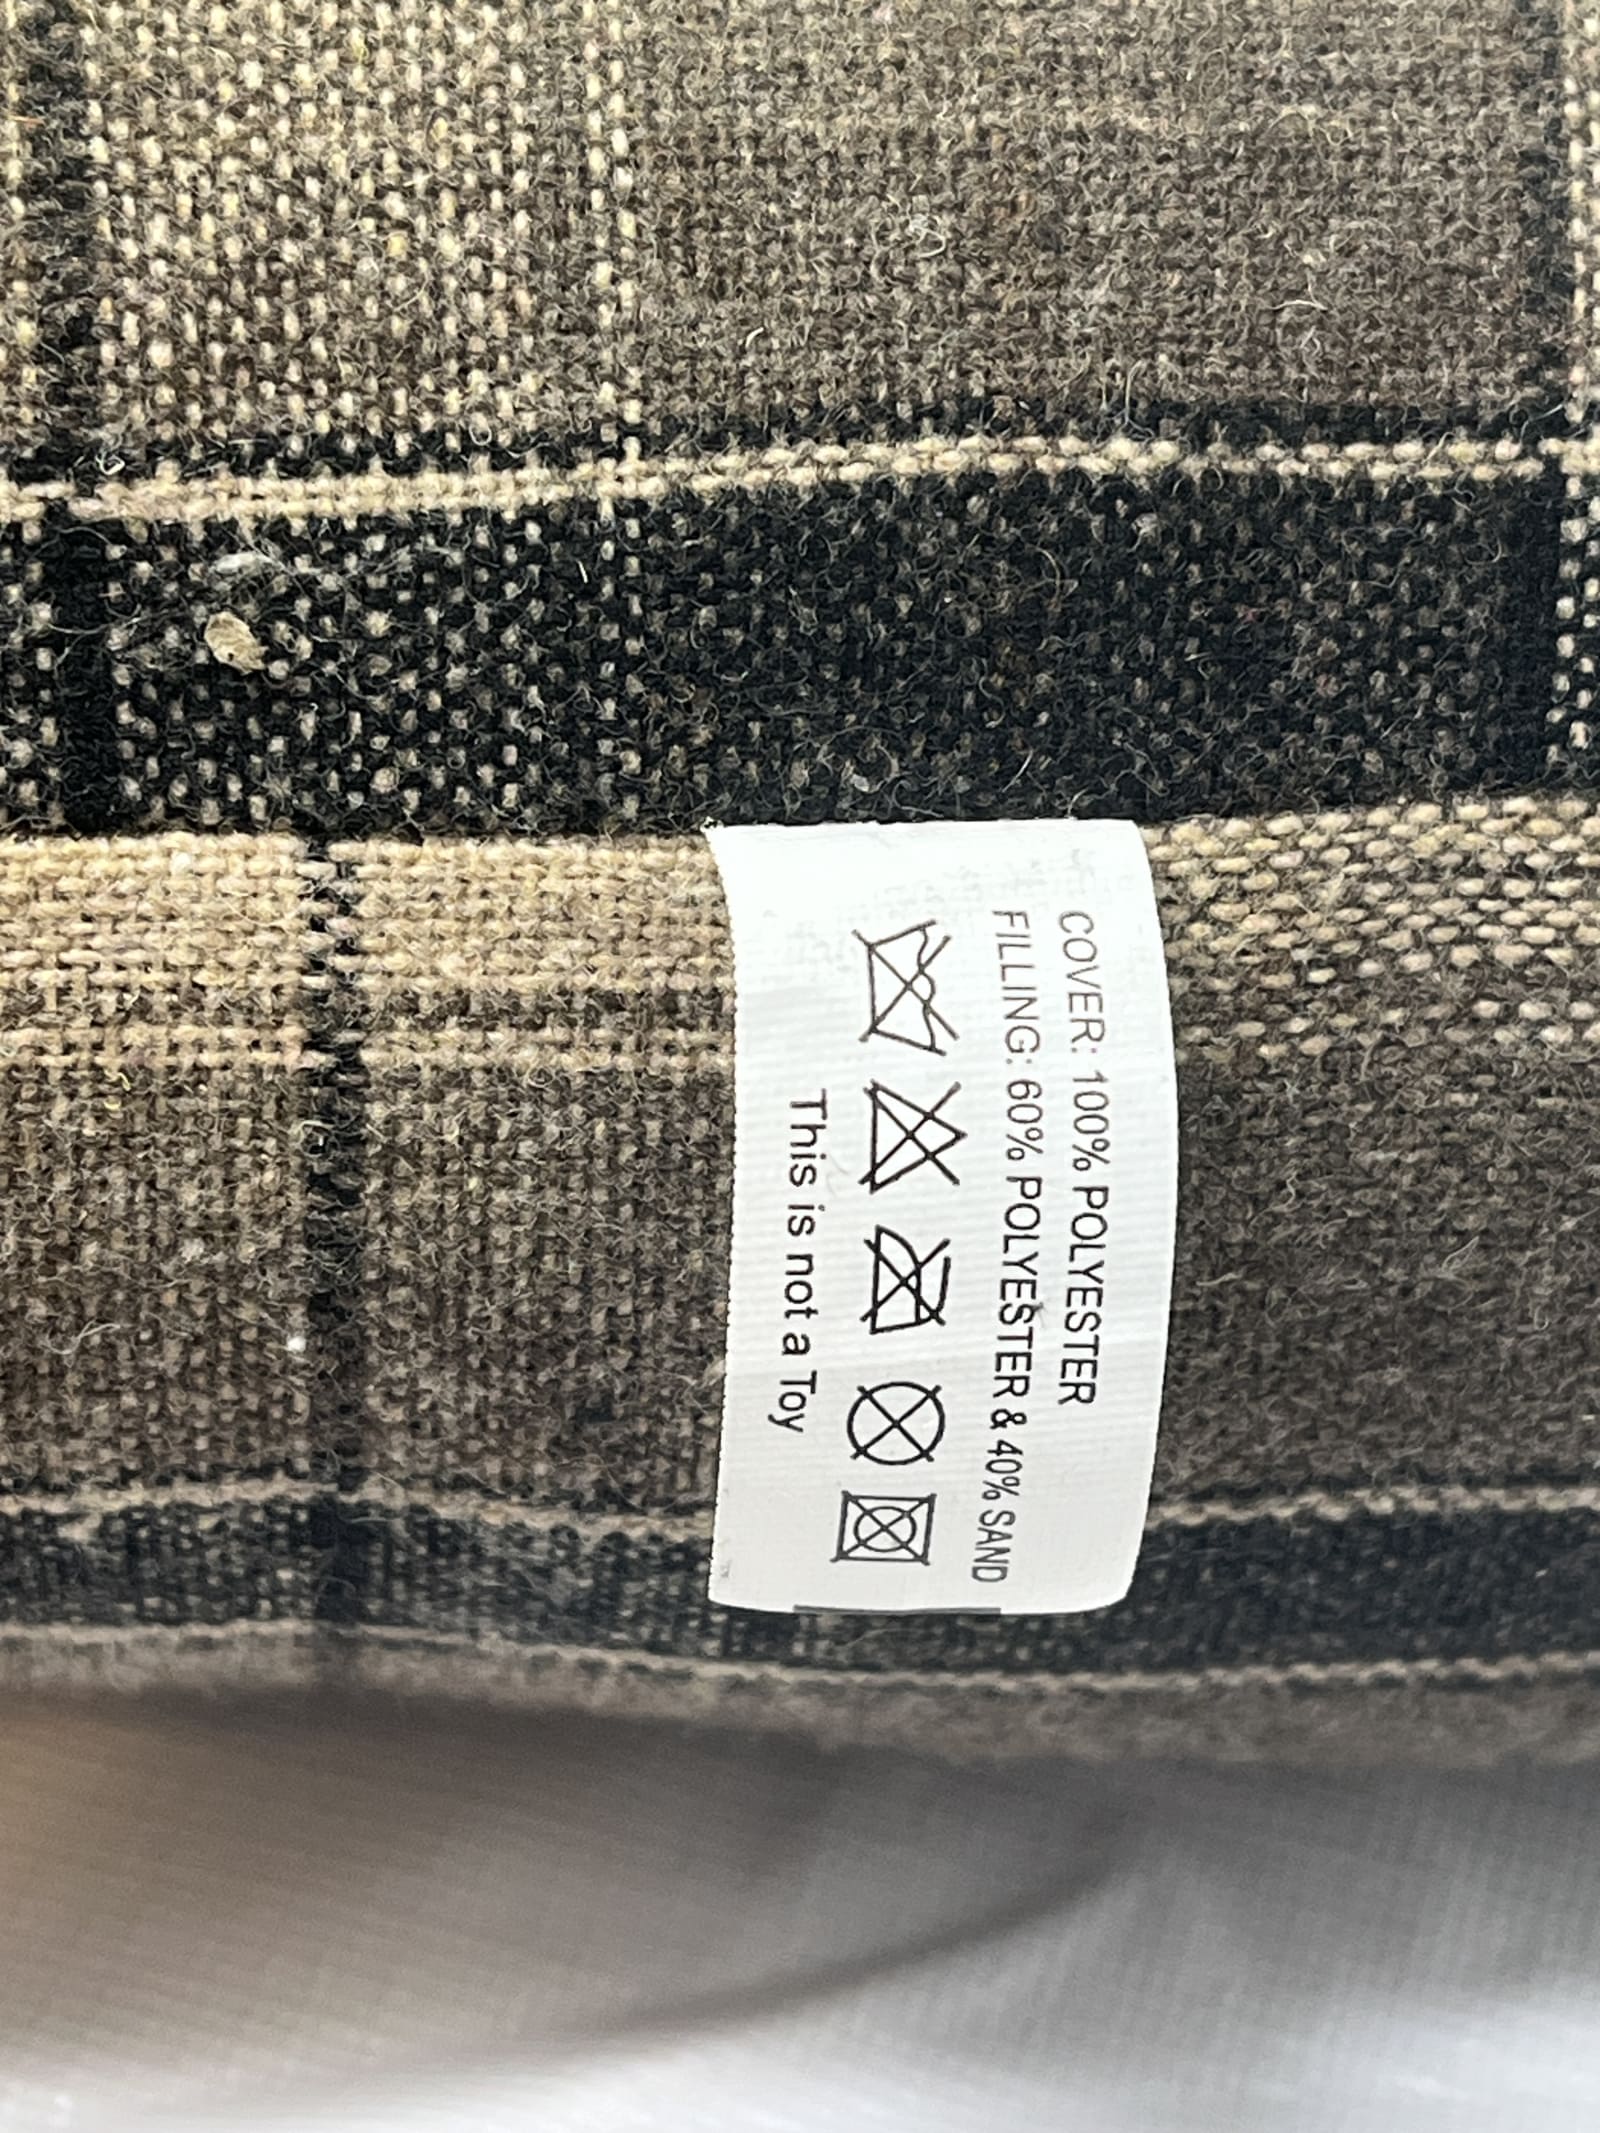 COVER: 100% POLYESTER
FILLING: 60% POLYESTER & 40% SAND
This is not a Toy